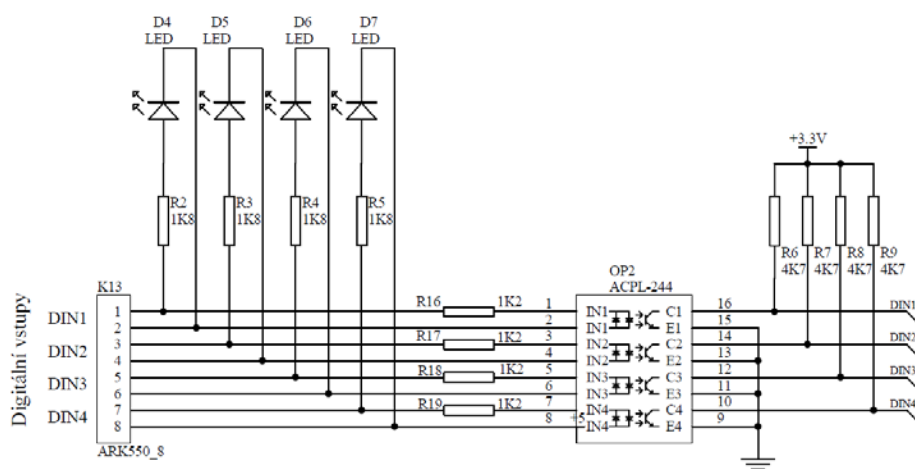 D4 D5 D6 D7
LED LED LED LED
+3.3V
R2 R3 R4 R5
1K8 1K8 1K8 1K8
R6 R7 R8 R9
4K7 4K7 4K7 4K7
OP2
ACPL-244
K13
Digitální vstupy
DIN1
DIN2
DIN3
DIN4
1
2
3
4
5
6
7
8
ARK550_8
R16 1K2
R17 1K2
R18 1K2
R19 1K2
1 IN1 C1 16
2 IN1 E1 15
3 IN2 C2 14
4 IN2 E2 13
5 IN3 C3 12
6 IN3 E3 11
7 IN4 C4 10
8 +5 IN4 E4 9
DIN1
DIN2
DIN3
DIN4